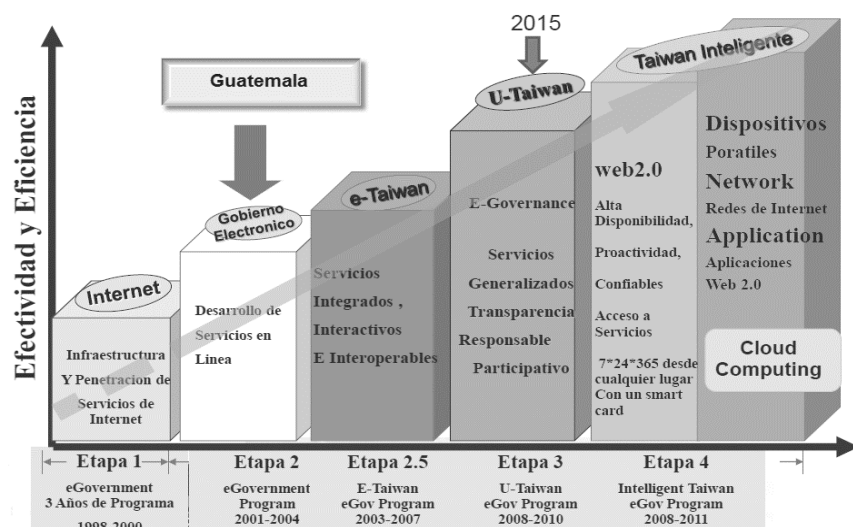 2015
Guatemala
Taiwan Inteligente
U-Taiwan
e-Taiwan
Gobierno
Electronico
Internet
Efectividad y Eficiencia
Infraestructura
Y Penetracion de
Servicios de
Internet
Desarrollo de
Servicios en
Linea
Servicios
Integrados ,
Interactivos
E Interoperables
E-Governance
Servicios
Generalizados
Transparencia
Responsable
Participativo
web2.0
Alta
Disponibilidad,
Proactividad,
Confiables
Acceso a
Servicios
7*24*365 desde
cualquier lugar
Con un smart
card
Dispositivos
Poratiles
Network
Redes de Internet
Application
Aplicaciones
Web 2.0
Cloud
Computing
Etapa 1
eGovernment
3 Años de Programa
1998-2000
Etapa 2
eGovernment
Program
2001-2004
Etapa 2.5
E-Taiwan
eGov Program
2003-2007
Etapa 3
U-Taiwan
eGov Program
2008-2010
Etapa 4
Intelligent Taiwan
eGov Program
2008-2011